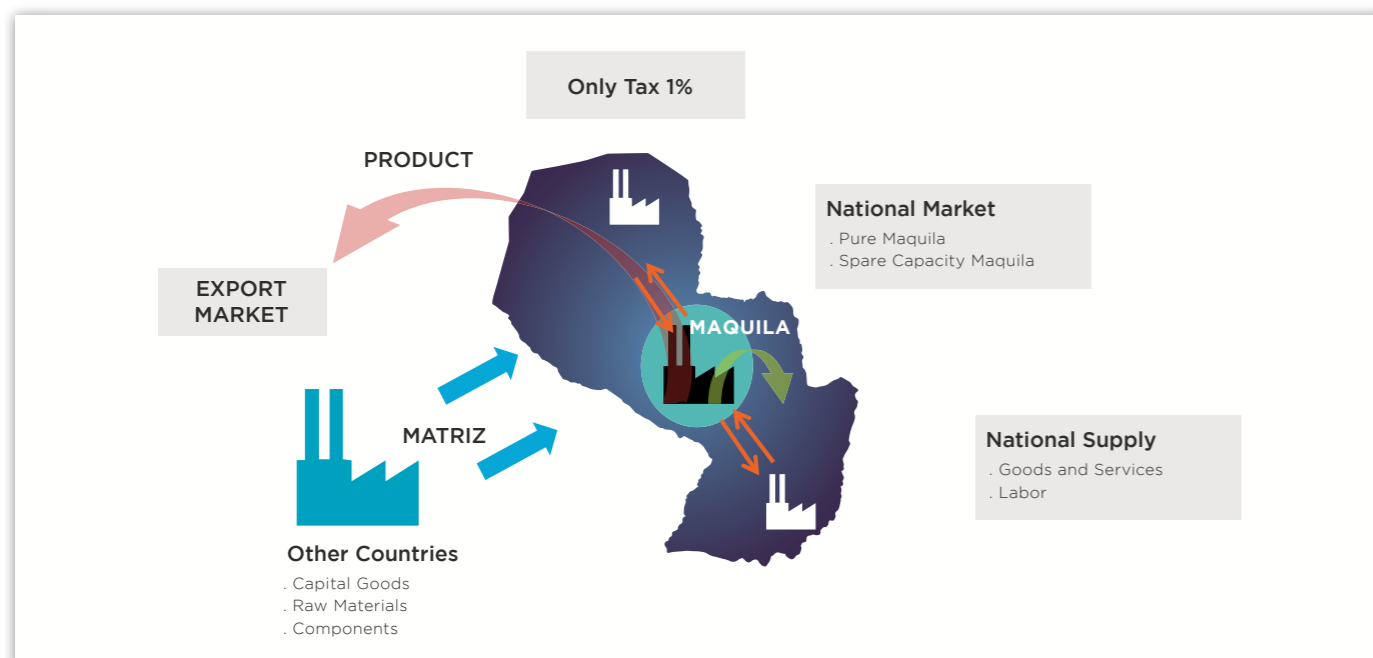 Only Tax 1%
PRODUCT
National Market
. Pure Maquila
. Spare Capacity Maquila
EXPORT
MARKET
MAQUILA
MATRIZ
National Supply
. Goods and Services
. Labor
Other Countries
. Capital Goods
. Raw Materials
. Components